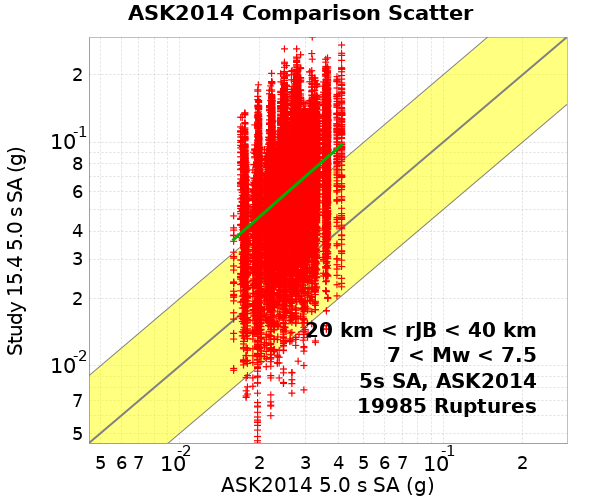 ASK2014 Comparison Scatter
Study 15.4 5.0 s SA (g)
2
10-1
8
6
4
3
2
10-2
7
5
20 km < rJB < 40 km
7 < Mw < 7.5
5s SA, ASK2014
19985 Ruptures
5 6 7 10-2 2 3 4 5 6 7 10-1 2
ASK2014 5.0 s SA (g)